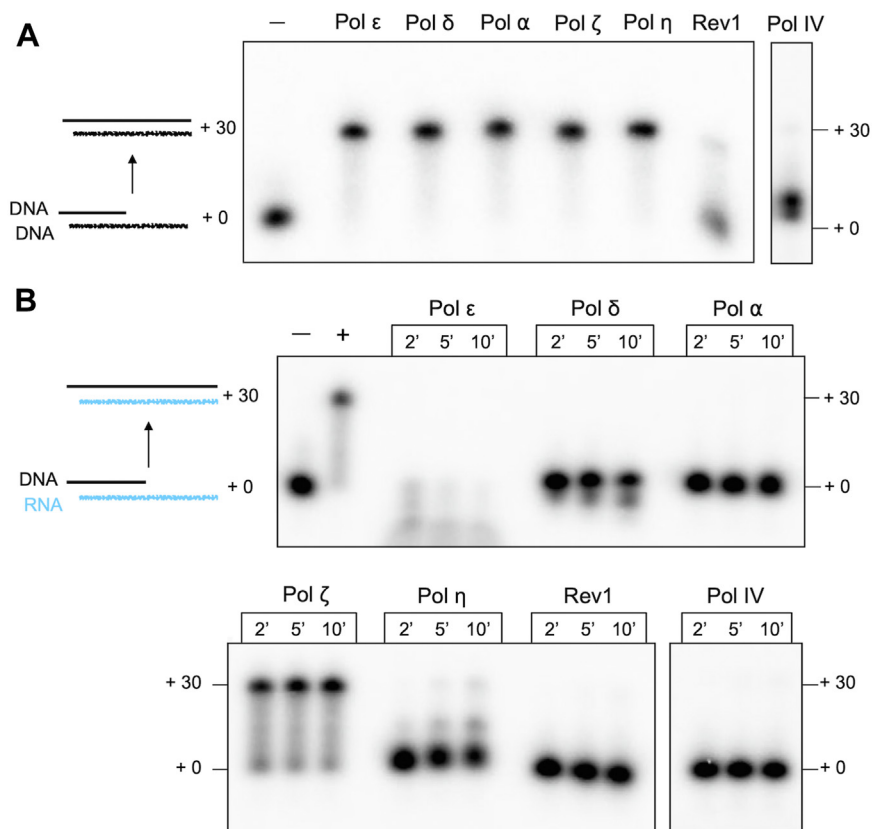 A
— Pol ε Pol δ Pol α Pol ζ Pol η Rev1 Pol IV
+ 30 + 30
DNA
DNA + 0 + 0
B
Pol ε Pol δ Pol α
— + 2' 5' 10' 2' 5' 10' 2' 5' 10'
+ 30 + 30
DNA
RNA + 0 + 0
Pol ζ Pol η Rev1 Pol IV
2' 5' 10' 2' 5' 10' 2' 5' 10' 2' 5' 10'
+ 30 + 30
+ 0 + 0